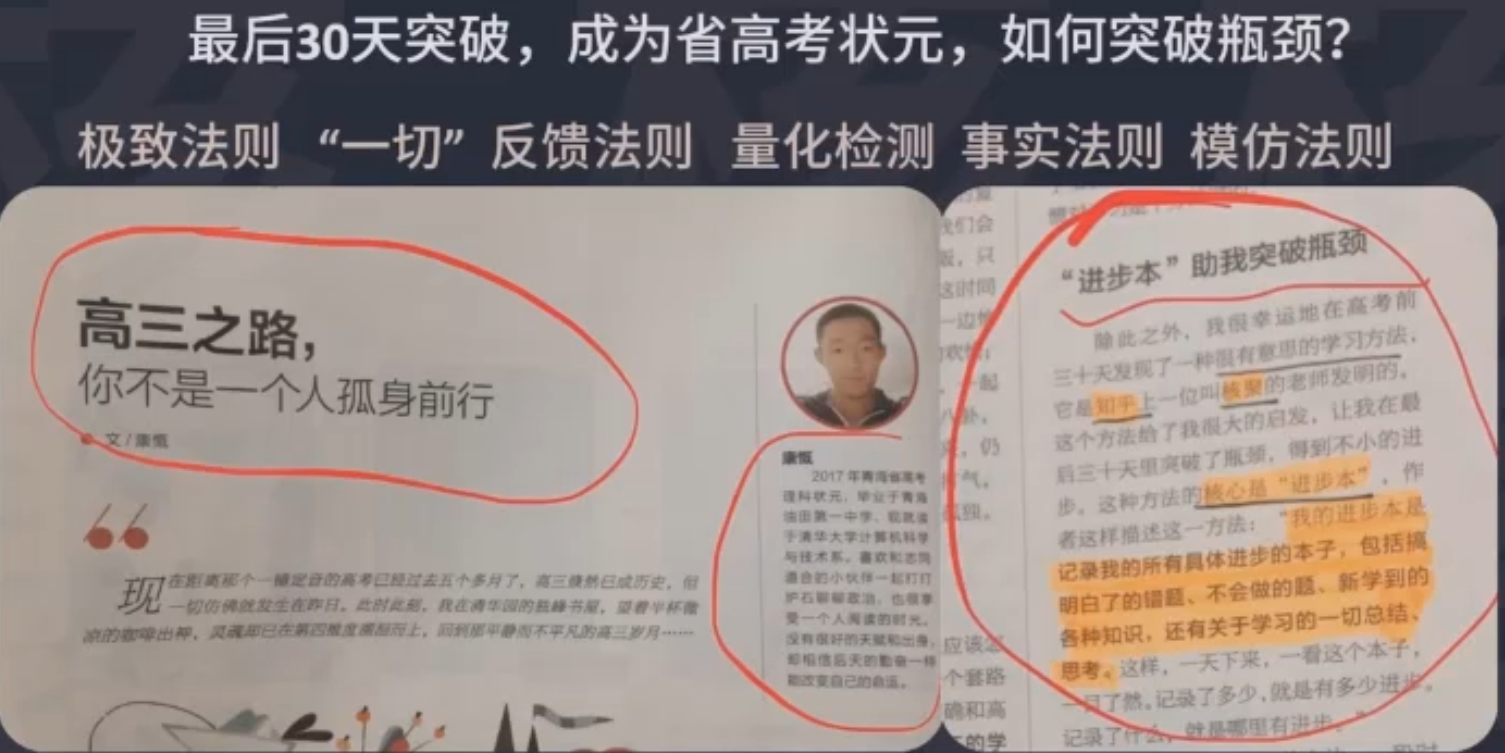 最后30天突破，成为省高考状元，如何突破瓶颈？
极致法则 “一切” 反馈法则 量化检测 事实法则 模仿法则
高三之路，
你不是一个人孤身前行
文/康慨
康慨
2017年青海省高考
理科状元，毕业于青海
油田第一中学，现就读
于清华大学计算机科学
与技术系。喜欢和志同
道合的小伙伴一起打打
炉石聊聊政治，也很享
受一个人阅读的时光。
没有很好的天赋和出身，
却相信后天的勤奋一样
能改变自己的命运。
现在距离那个一锤定音的高考已经过去五个多月了，高三倏然已成历史，但
一切仿佛就发生在昨日。此时此刻，我在清华园的独峰书屋，望着半杯微
凉的咖啡出神，灵魂却已在第四维度溯洄而上，回到那平静而不平凡的高三岁月……
我们会
版，只
这时间
一边
一起
八卦，
仍
气，
孤独。
应该怎
个套路
确和高
的学
“进步本”助我突破瓶颈
除此之外，我很幸运地在高考前
三十天发现了一种很有意思的学习方法，
它是知乎上一位叫核聚的老师发明的。
这个方法给了我很大的启发，让我在最
后三十天里突破了瓶颈，得到不小的进
步。这种方法的核心是“进步本”，作
者这样描述这一方法：“我的进步本是
记录我的所有具体进步的本子，包括搞
明白了的错题、不会做的题、新学到的
各种知识，还有关于学习的一切总结、
思考。这样，一天下来，一看这个本子，
一目了然。记录了多少，就是有多少进步。
记录了什么，就是哪里有进步。”